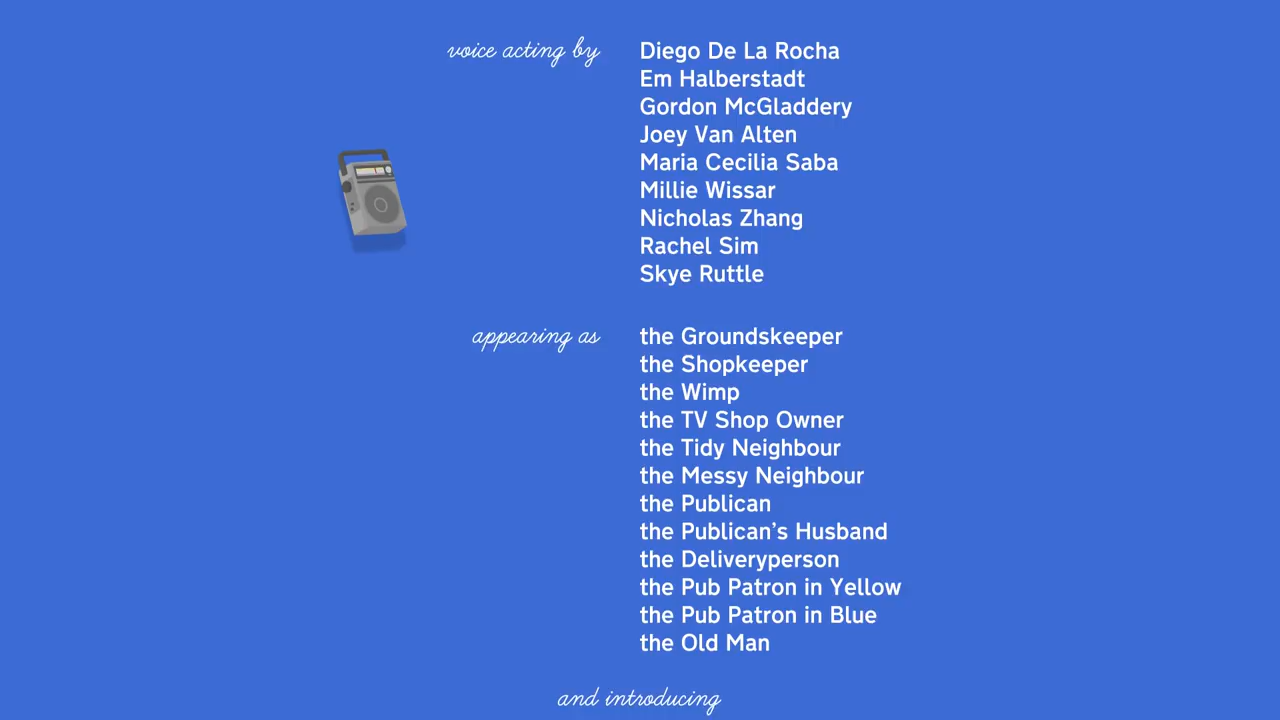 voice acting by Diego De La Rocha
Em Halberstadt
Gordon McGladdery
Joey Van Alten
Maria Cecilia Saba
Millie Wissar
Nicholas Zhang
Rachel Sim
Skye Ruttle
appearing as the Groundskeeper
the Shopkeeper
the Wimp
the TV Shop Owner
the Tidy Neighbour
the Messy Neighbour
the Publican
the Publican's Husband
the Deliveryperson
the Pub Patron in Yellow
the Pub Patron in Blue
the Old Man
and introducing